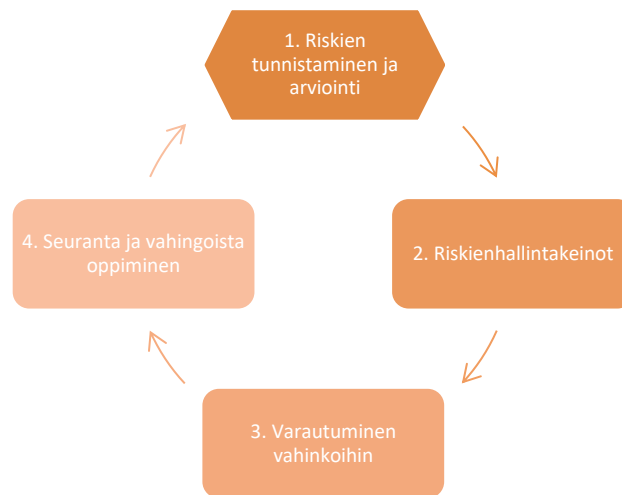 1. Riskien
tunnistaminen ja
arviointi
2. Riskienhallintakeinot
3. Varautuminen
vahinkoihin
4. Seuranta ja vahingoista
oppiminen